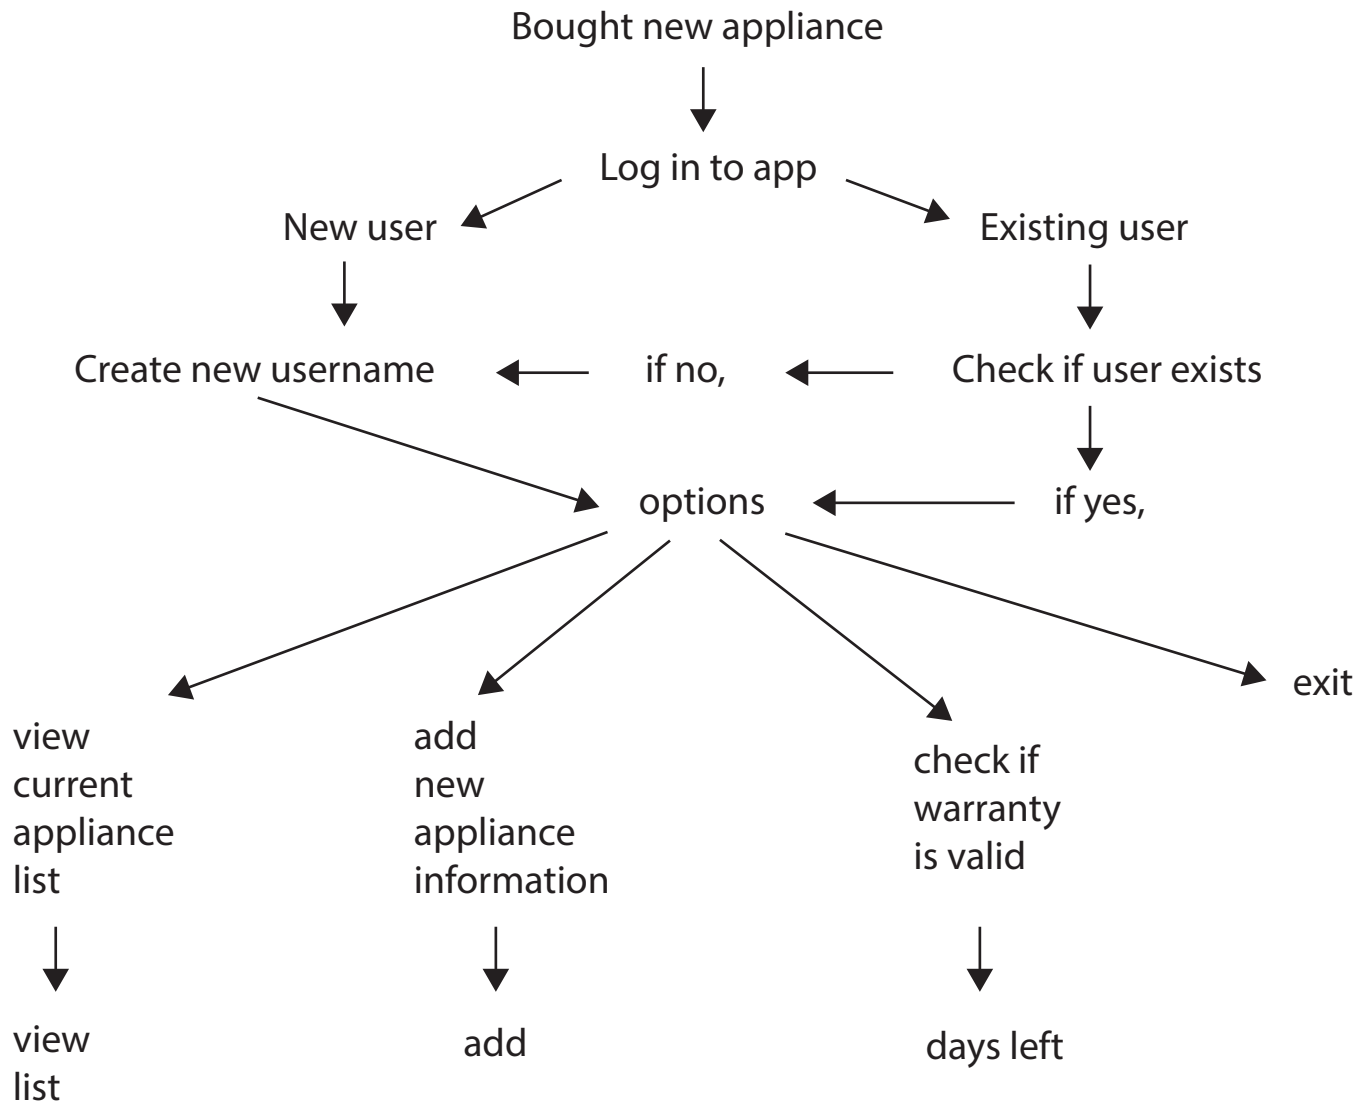 Bought new appliance
Log in to app
New user
Existing user
Create new username
if no,
Check if user exists
options
if yes,
exit
view
current
appliance
list
add
new
appliance
information
check if
warranty
is valid
view
list
add
days left